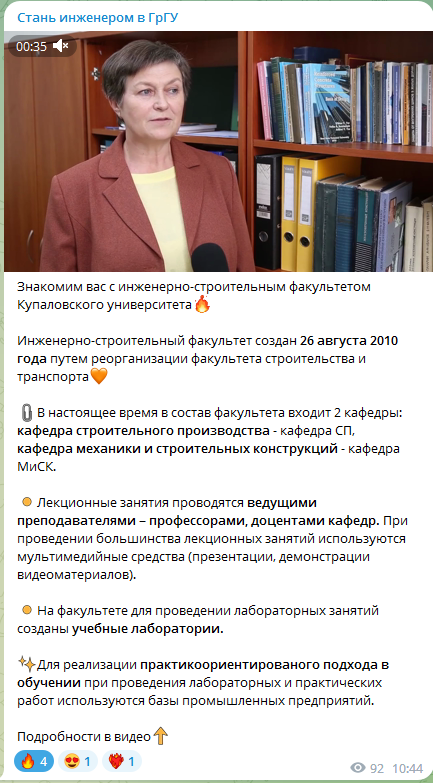 Стань инженером в ГрГУ
00:35
Знакомим вас с инженерно-строительным факультетом
Купаловского университета🔥
Инженерно-строительный факультет создан 26 августа 2010
года путем реорганизации факультета строительства и
транспорта🧡
В настоящее время в состав факультета входит 2 кафедры:
кафедра строительного производства - кафедра СП,
кафедра механики и строительных конструкций - кафедра
МиСК.
Лекционные занятия проводятся ведущими
преподавателями – профессорами, доцентами кафедр. При
проведении большинства лекционных занятий используются
мультимедийные средства (презентации, демонстрации
видеоматериалов).
На факультете для проведении лабораторных занятий
созданы учебные лаборатории.
✨Для реализации практикоориентированого подхода в
обучении при проведения лабораторных и практических
работ используются базы промышленных предприятий.
Подробности в видео⬆
🔥 4 😍 1 ❤️‍🔥 1
92 10:44